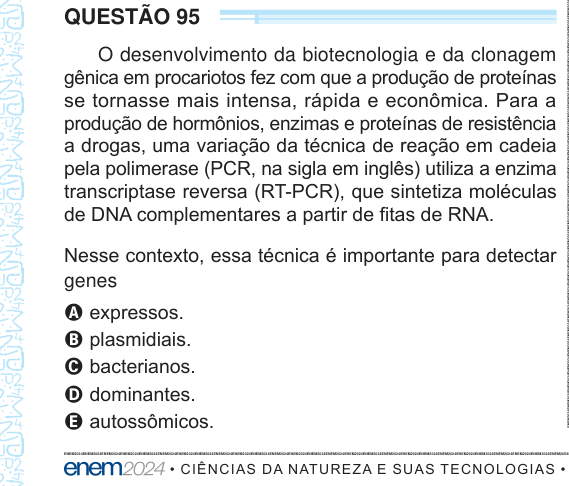 QUESTÃO 95
O desenvolvimento da biotecnologia e da clonagem
gênica em procariotos fez com que a produção de proteínas
se tornasse mais intensa, rápida e econômica. Para a
produção de hormônios, enzimas e proteínas de resistência
a drogas, uma variação da técnica de reação em cadeia
pela polimerase (PCR, na sigla em inglês) utiliza a enzima
transcriptase reversa (RT-PCR), que sintetiza moléculas
de DNA complementares a partir de fitas de RNA.
Nesse contexto, essa técnica é importante para detectar
genes
A expressos.
B plasmidiais.
C bacterianos.
D dominantes.
E autossômicos.
enem2024 • CIÊNCIAS DA NATUREZA E SUAS TECNOLOGIAS •